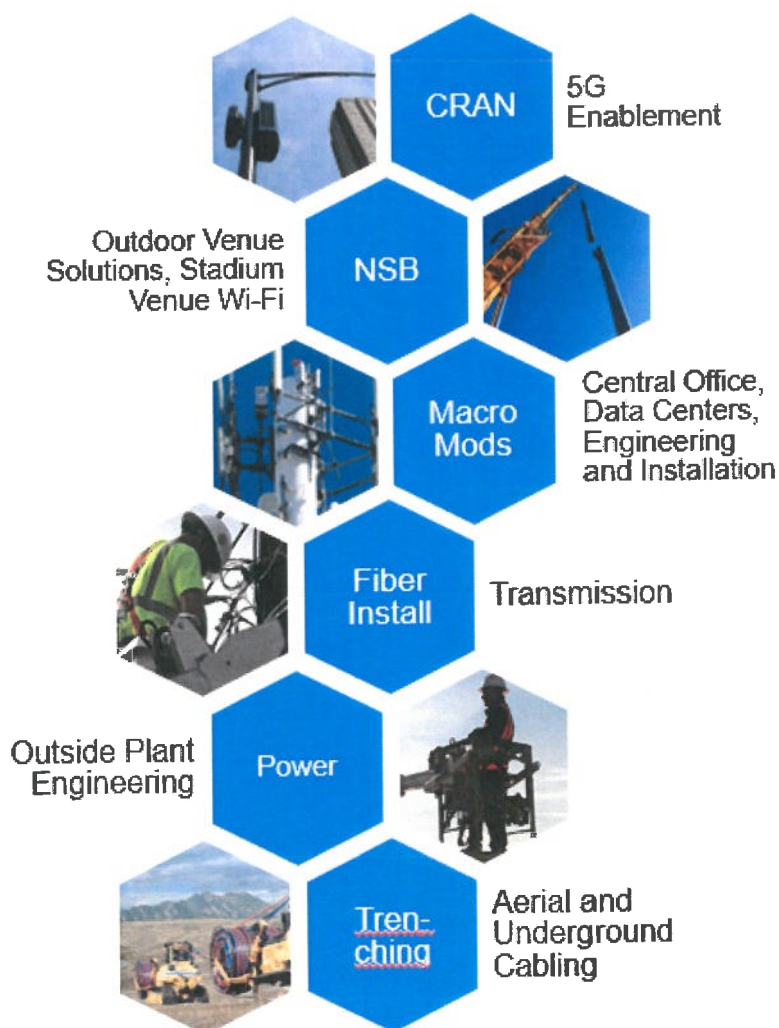 CRAN
5G
Enablement
Outdoor Venue
Solutions, Stadium
Venue Wi-Fi
NSB
Macro
Mods
Central Office,
Data Centers,
Engineering
and Installation
Fiber
Install
Transmission
Outside Plant
Engineering
Power
Tren-
ching
Aerial and
Underground
Cabling